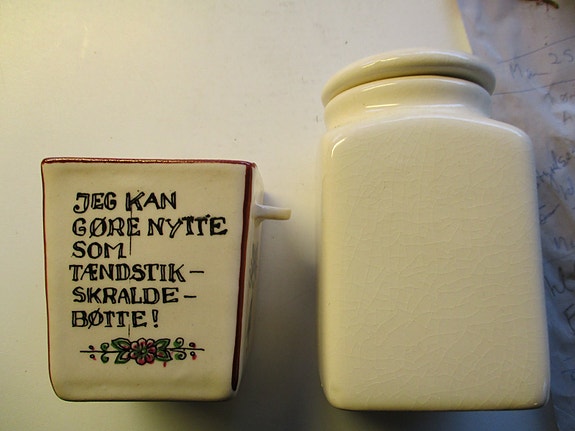 JEG KAN
GØRE NYTTE
SOM
TÆNDSTIK-
SKRALDE-
BØTTE!